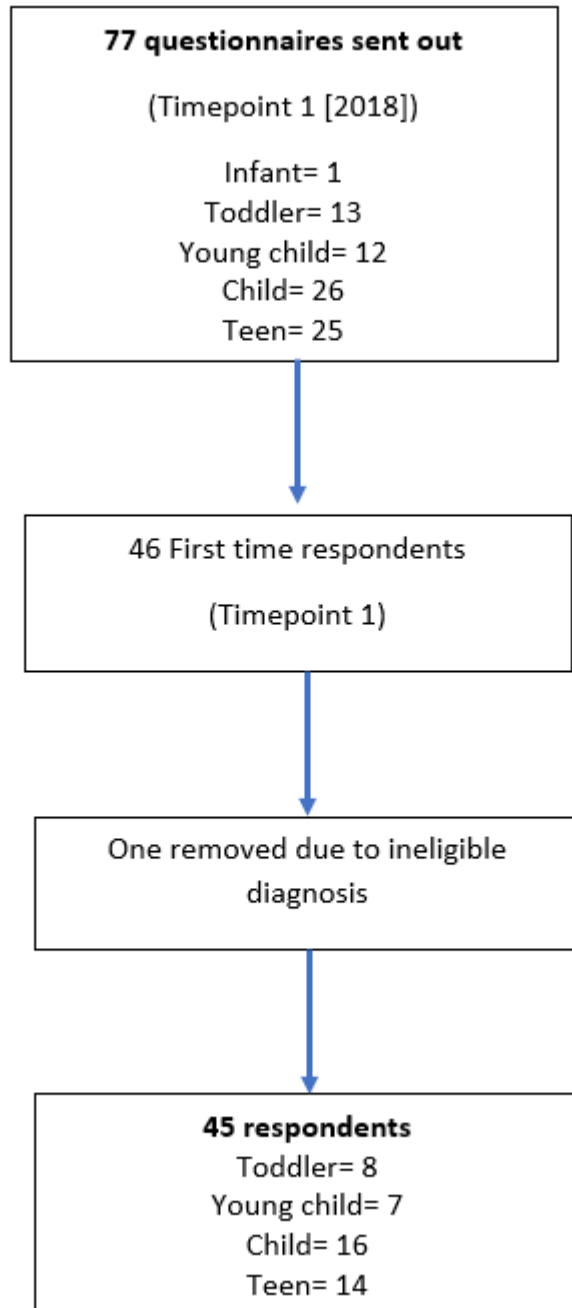 77 questionnaires sent out
(Timepoint 1 [2018])
Infant= 1
Toddler= 13
Young child= 12
Child= 26
Teen= 25
46 First time respondents
(Timepoint 1)
One removed due to ineligible
diagnosis
45 respondents
Toddler= 8
Young child= 7
Child= 16
Teen= 14